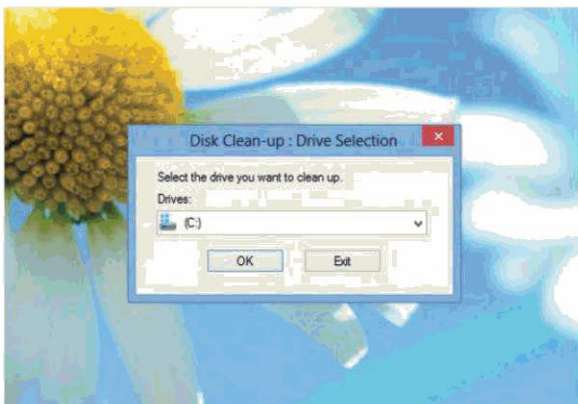 Disk Clean-up : Drive Selection
Select the drive you want to clean up.
Drives:
(C:)
OK
Exit